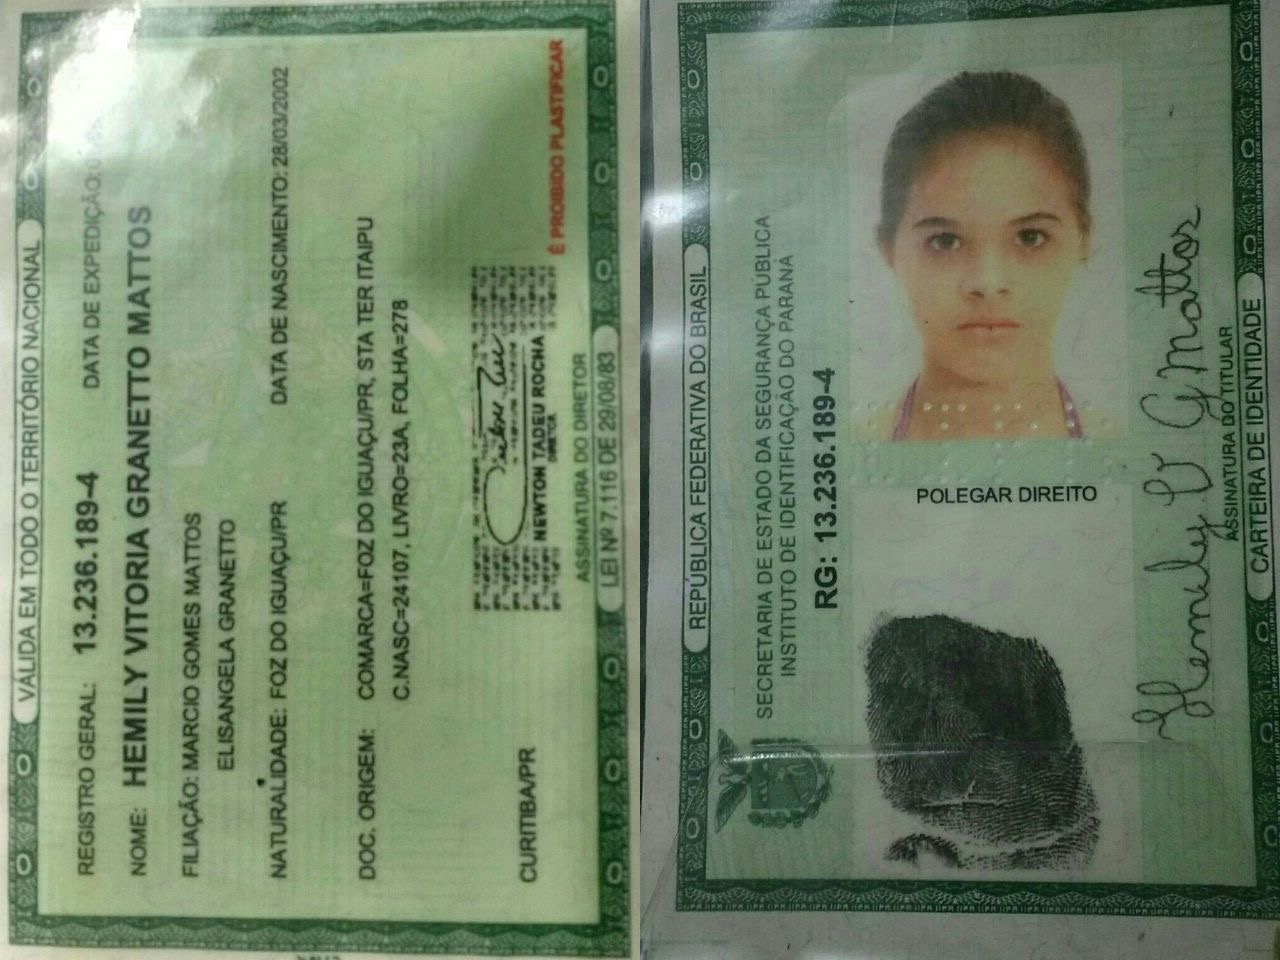 VÁLIDA EM TODO O TERRITÓRIO NACIONAL
REGISTRO GERAL: 13.236.189-4 DATA DE EXPEDIÇÃO:
NOME: HEMILY VITORIA GRANETTO MATTOS
FILIAÇÃO: MARCIO GOMES MATTOS
ELISANGELA GRANETTO
NATURALIDADE: FOZ DO IGUAÇU/PR DATA DE NASCIMENTO: 28/03/2002
DOC. ORIGEM: COMARCA=FOZ DO IGUAÇU/PR, STA TER ITAIPU
C.NASC=24107, LIVRO=23A, FOLHA=278
CURITIBA/PR
NEWTON TADEU ROCHA
DIRETOR
É PROIBIDO PLASTIFICAR
ASSINATURA DO DIRETOR
LEI Nº 7.116 DE 29/08/83
REPÚBLICA FEDERATIVA DO BRASIL
SECRETARIA DE ESTADO DA SEGURANÇA PÚBLICA
INSTITUTO DE IDENTIFICAÇÃO DO PARANÁ
RG: 13.236.189-4
POLEGAR DIREITO
Hemily V G Mattos
ASSINATURA DO TITULAR
CARTEIRA DE IDENTIDADE